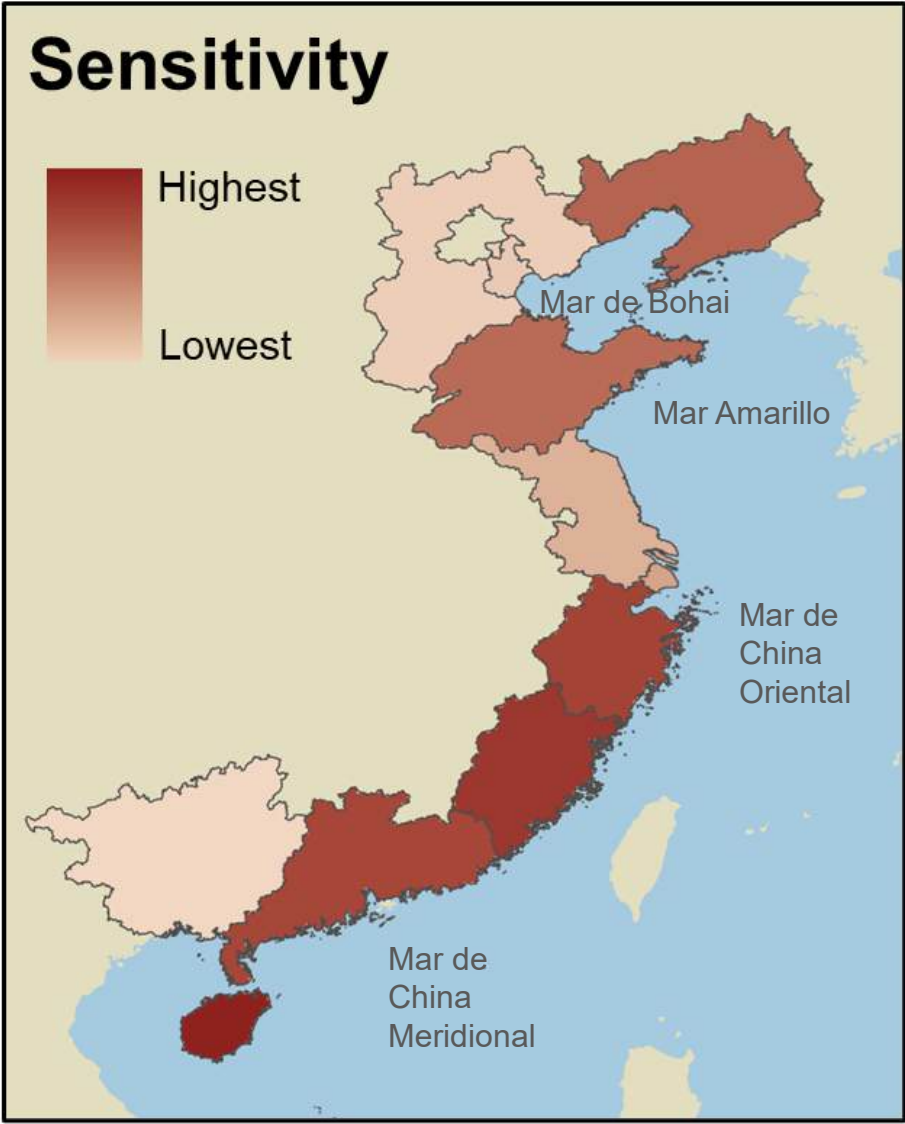 Sensitivity
Highest
Lowest
Mar de Bohai
Mar Amarillo
Mar de
China
Oriental
Mar de
China
Meridional